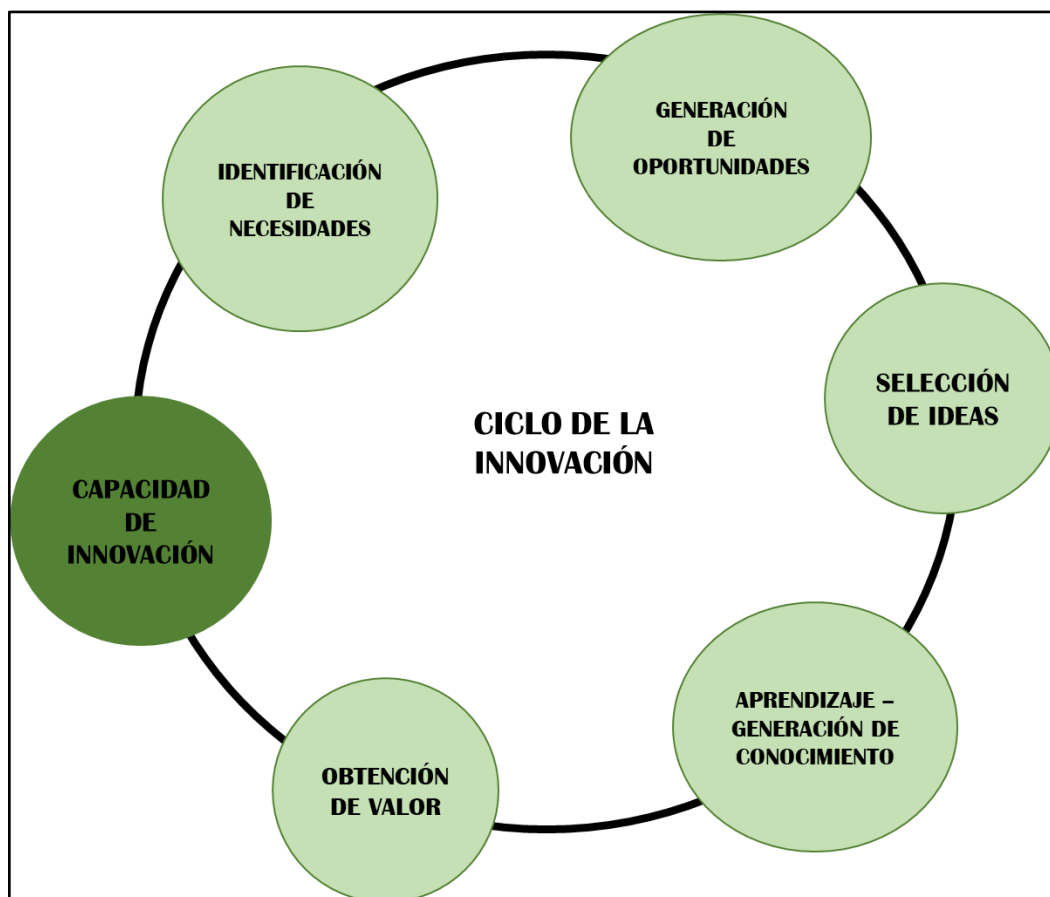 GENERACIÓN
DE
OPORTUNIDADES
IDENTIFICACIÓN
DE
NECESIDADES
SELECCIÓN
DE IDEAS
CICLO DE LA
INNOVACIÓN
CAPACIDAD
DE
INNOVACIÓN
APRENDIZAJE –
GENERACIÓN DE
CONOCIMIENTO
OBTENCIÓN
DE VALOR